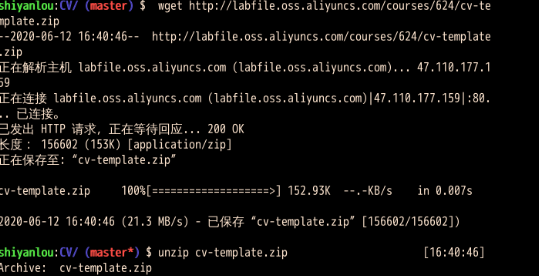 shiyanlou:CV/ (master) $  wget http://labfile.oss.aliyuncs.com/courses/624/cv-te
mplate.zip
--2020-06-12 16:40:46--  http://labfile.oss.aliyuncs.com/courses/624/cv-template
.zip
正在解析主机 labfile.oss.aliyuncs.com (labfile.oss.aliyuncs.com)... 47.110.177.1
59
正在连接 labfile.oss.aliyuncs.com (labfile.oss.aliyuncs.com)|47.110.177.159|:80.
.. 已连接。
已发出 HTTP 请求，正在等待回应... 200 OK
长度： 156602 (153K) [application/zip]
正在保存至: “cv-template.zip”
cv-template.zip     100%[===================>] 152.93K  --.-KB/s    in 0.007s
2020-06-12 16:40:46 (21.3 MB/s) - 已保存 “cv-template.zip” [156602/156602])
shiyanlou:CV/ (master*) $ unzip cv-template.zip                    [16:40:46]
Archive:  cv-template.zip